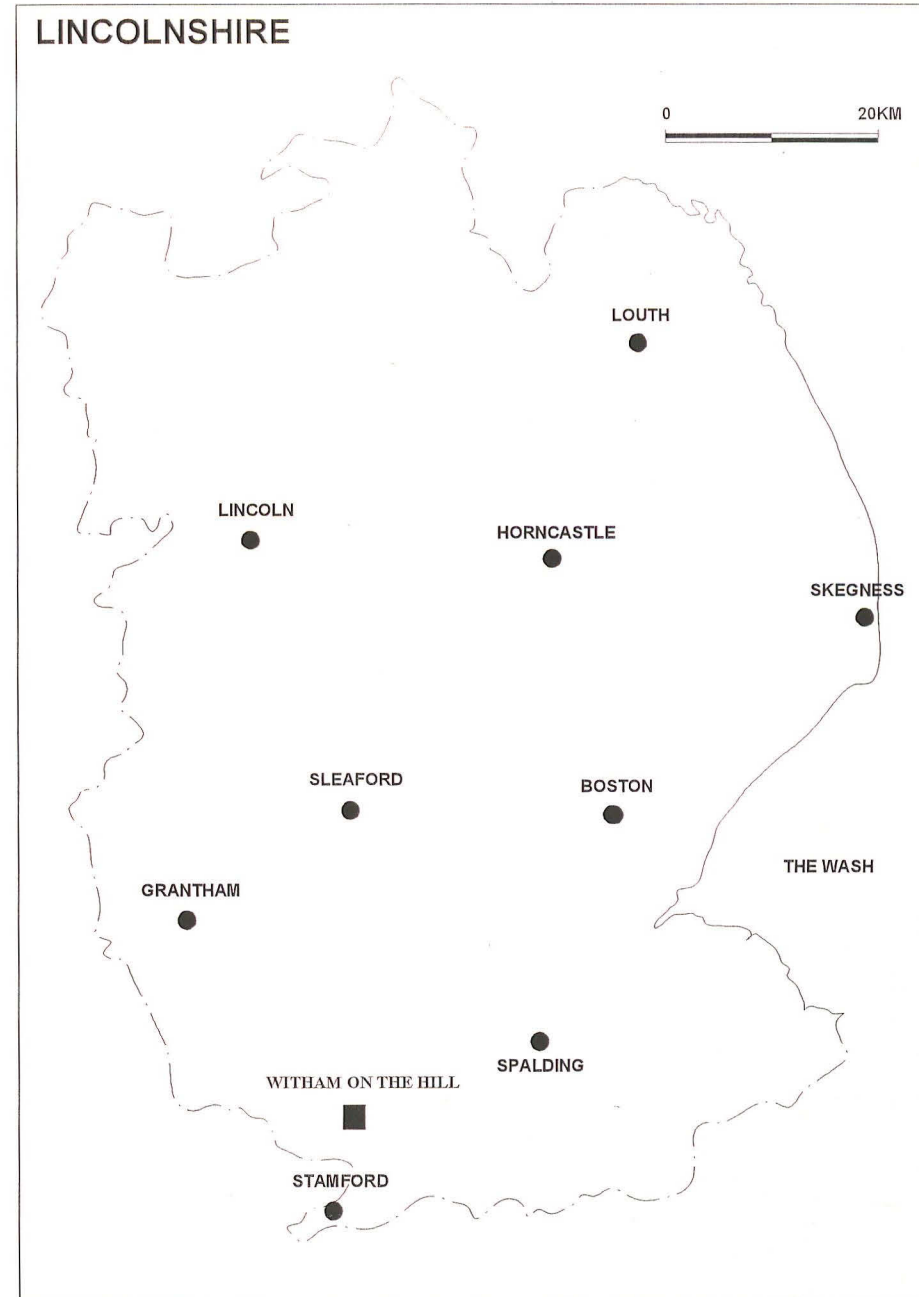 LINCOLNSHIRE
0 20KM
LOUTH
LINCOLN
HORNCASTLE
SKEGNESS
SLEAFORD
BOSTON
THE WASH
GRANTHAM
SPALDING
WITHAM ON THE HILL
STAMFORD